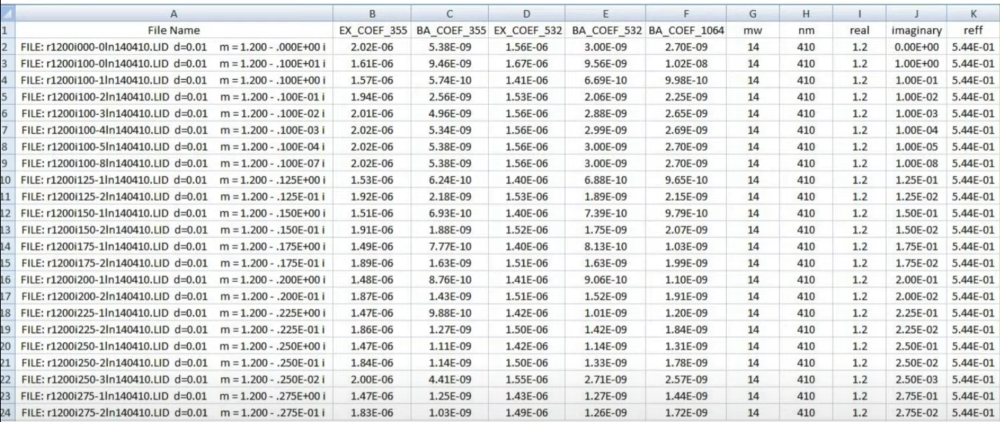 A B C D E F G H I J K
1 File Name EX_COEF_355 BA_COEF_355 EX_COEF_532 BA_COEF_532 BA_COEF_1064 mw nm real imaginary reff
2 FILE: r1200i000-0ln140410.LID d=0.01 m = 1.200 - .000E+00 i 2.02E-06 5.38E-09 1.56E-06 3.00E-09 2.70E-09 14 410 1.2 0.00E+00 5.44E-01
3 FILE: r1200i100-0ln140410.LID d=0.01 m = 1.200 - .100E+01 i 1.61E-06 9.46E-09 1.67E-06 9.56E-09 1.02E-08 14 410 1.2 1.00E+00 5.44E-01
4 FILE: r1200i100-1ln140410.LID d=0.01 m = 1.200 - .100E+00 i 1.57E-06 5.74E-10 1.41E-06 6.69E-10 9.98E-10 14 410 1.2 1.00E-01 5.44E-01
5 FILE: r1200i100-2ln140410.LID d=0.01 m = 1.200 - .100E-01 i 1.94E-06 2.56E-09 1.53E-06 2.06E-09 2.25E-09 14 410 1.2 1.00E-02 5.44E-01
6 FILE: r1200i100-3ln140410.LID d=0.01 m = 1.200 - .100E-02 i 2.01E-06 4.96E-09 1.56E-06 2.88E-09 2.65E-09 14 410 1.2 1.00E-03 5.44E-01
7 FILE: r1200i100-4ln140410.LID d=0.01 m = 1.200 - .100E-03 i 2.02E-06 5.34E-09 1.56E-06 2.99E-09 2.69E-09 14 410 1.2 1.00E-04 5.44E-01
8 FILE: r1200i100-5ln140410.LID d=0.01 m = 1.200 - .100E-04 i 2.02E-06 5.38E-09 1.56E-06 3.00E-09 2.70E-09 14 410 1.2 1.00E-05 5.44E-01
9 FILE: r1200i100-8ln140410.LID d=0.01 m = 1.200 - .100E-07 i 2.02E-06 5.38E-09 1.56E-06 3.00E-09 2.70E-09 14 410 1.2 1.00E-08 5.44E-01
10 FILE: r1200i125-1ln140410.LID d=0.01 m = 1.200 - .125E+00 i 1.53E-06 6.24E-10 1.40E-06 6.88E-10 9.65E-10 14 410 1.2 1.25E-01 5.44E-01
11 FILE: r1200i125-2ln140410.LID d=0.01 m = 1.200 - .125E-01 i 1.92E-06 2.18E-09 1.53E-06 1.89E-09 2.15E-09 14 410 1.2 1.25E-02 5.44E-01
12 FILE: r1200i150-1ln140410.LID d=0.01 m = 1.200 - .150E+00 i 1.51E-06 6.93E-10 1.40E-06 7.39E-10 9.79E-10 14 410 1.2 1.50E-01 5.44E-01
13 FILE: r1200i150-2ln140410.LID d=0.01 m = 1.200 - .150E-01 i 1.91E-06 1.88E-09 1.52E-06 1.75E-09 2.07E-09 14 410 1.2 1.50E-02 5.44E-01
14 FILE: r1200i175-1ln140410.LID d=0.01 m = 1.200 - .175E+00 i 1.49E-06 7.77E-10 1.40E-06 8.13E-10 1.03E-09 14 410 1.2 1.75E-01 5.44E-01
15 FILE: r1200i175-2ln140410.LID d=0.01 m = 1.200 - .175E-01 i 1.89E-06 1.63E-09 1.51E-06 1.63E-09 1.99E-09 14 410 1.2 1.75E-02 5.44E-01
16 FILE: r1200i200-1ln140410.LID d=0.01 m = 1.200 - .200E+00 i 1.48E-06 8.76E-10 1.41E-06 9.06E-10 1.10E-09 14 410 1.2 2.00E-01 5.44E-01
17 FILE: r1200i200-2ln140410.LID d=0.01 m = 1.200 - .200E-01 i 1.87E-06 1.43E-09 1.51E-06 1.52E-09 1.91E-09 14 410 1.2 2.00E-02 5.44E-01
18 FILE: r1200i225-1ln140410.LID d=0.01 m = 1.200 - .225E+00 i 1.47E-06 9.88E-10 1.42E-06 1.01E-09 1.20E-09 14 410 1.2 2.25E-01 5.44E-01
19 FILE: r1200i225-2ln140410.LID d=0.01 m = 1.200 - .225E-01 i 1.86E-06 1.27E-09 1.50E-06 1.42E-09 1.84E-09 14 410 1.2 2.25E-02 5.44E-01
20 FILE: r1200i250-1ln140410.LID d=0.01 m = 1.200 - .250E+00 i 1.47E-06 1.11E-09 1.42E-06 1.14E-09 1.31E-09 14 410 1.2 2.50E-01 5.44E-01
21 FILE: r1200i250-2ln140410.LID d=0.01 m = 1.200 - .250E-01 i 1.84E-06 1.14E-09 1.50E-06 1.33E-09 1.78E-09 14 410 1.2 2.50E-02 5.44E-01
22 FILE: r1200i250-3ln140410.LID d=0.01 m = 1.200 - .250E-02 i 2.00E-06 4.41E-09 1.55E-06 2.71E-09 2.57E-09 14 410 1.2 2.50E-03 5.44E-01
23 FILE: r1200i275-1ln140410.LID d=0.01 m = 1.200 - .275E+00 i 1.47E-06 1.25E-09 1.43E-06 1.27E-09 1.44E-09 14 410 1.2 2.75E-01 5.44E-01
24 FILE: r1200i275-2ln140410.LID d=0.01 m = 1.200 - .275E-01 i 1.83E-06 1.03E-09 1.49E-06 1.26E-09 1.72E-09 14 410 1.2 2.75E-02 5.44E-01